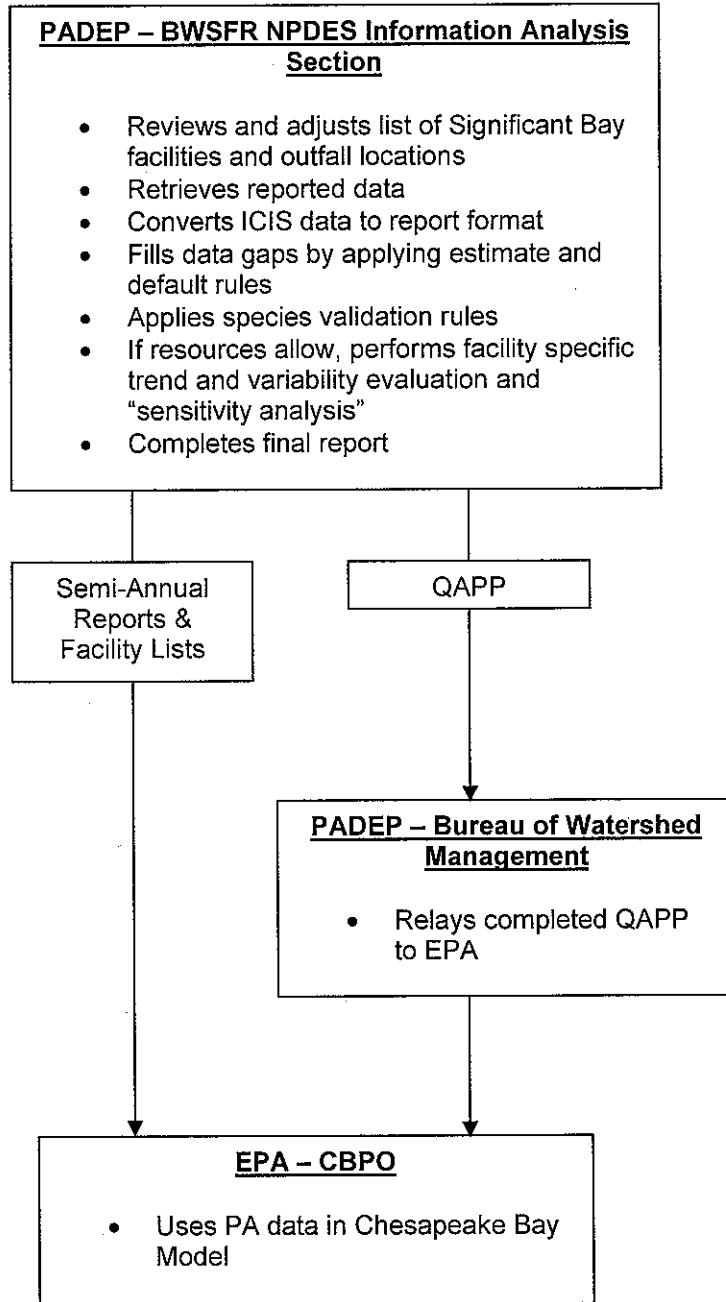 PADEP – BWSFR NPDES Information Analysis
Section
• Reviews and adjusts list of Significant Bay
facilities and outfall locations
• Retrieves reported data
• Converts ICIS data to report format
• Fills data gaps by applying estimate and
default rules
• Applies species validation rules
• If resources allow, performs facility specific
trend and variability evaluation and
“sensitivity analysis”
• Completes final report
Semi-Annual
Reports &
Facility Lists
QAPP
PADEP – Bureau of Watershed
Management
• Relays completed QAPP
to EPA
EPA – CBPO
• Uses PA data in Chesapeake Bay
Model